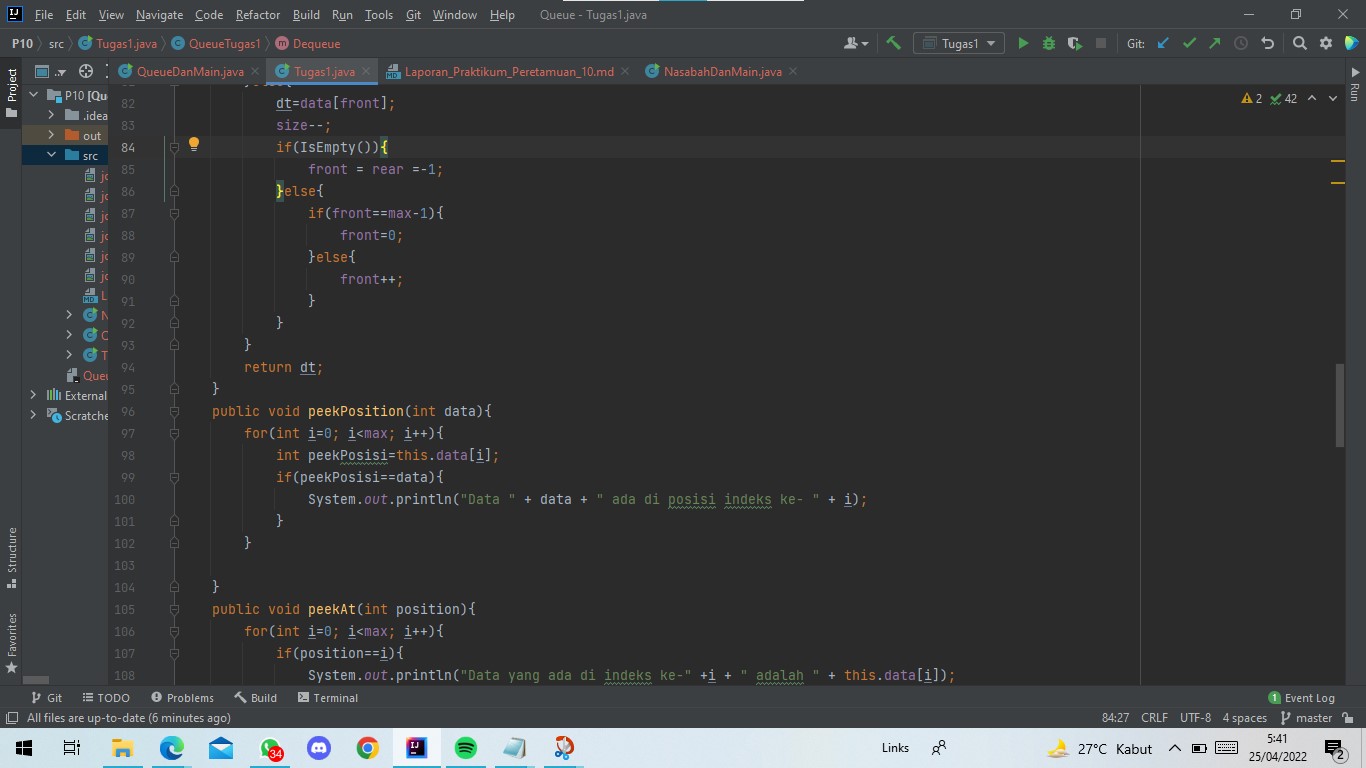 File Edit View Navigate Code Refactor Build Run Tools Git Window Help Queue - Tugas1.java
P10 src Tugas1.java QueueTugas1 Dequeue Tugas1 Git:
Project QueueDanMain.java Tugas1.java Laporan_Praktikum_Peretamuan_10.md NasabahDanMain.java Run
P10 [Qu
.idea
out
src
External
Scratche
Structure
Favorites
2 42
82 dt=data[front];
83 size--;
84 if(IsEmpty()){
85 front = rear =-1;
86 }else{
87 if(front==max-1){
88 front=0;
89 }else{
90 front++;
91 }
92 }
93 }
94 return dt;
95 }
96 public void peekPosition(int data){
97 for(int i=0; i<max; i++){
98 int peekPosisi=this.data[i];
99 if(peekPosisi==data){
100 System.out.println("Data " + data + " ada di posisi indeks ke- " + i);
101 }
102 }
103
104 }
105 public void peekAt(int position){
106 for(int i=0; i<max; i++){
107 if(position==i){
108 System.out.println("Data yang ada di indeks ke-" +i + " adalah " + this.data[i]);
Git TODO Problems Build Terminal 1 Event Log
All files are up-to-date (6 minutes ago) 84:27 CRLF UTF-8 4 spaces master
34 Links 27°C Kabut 5:41
25/04/2022 2